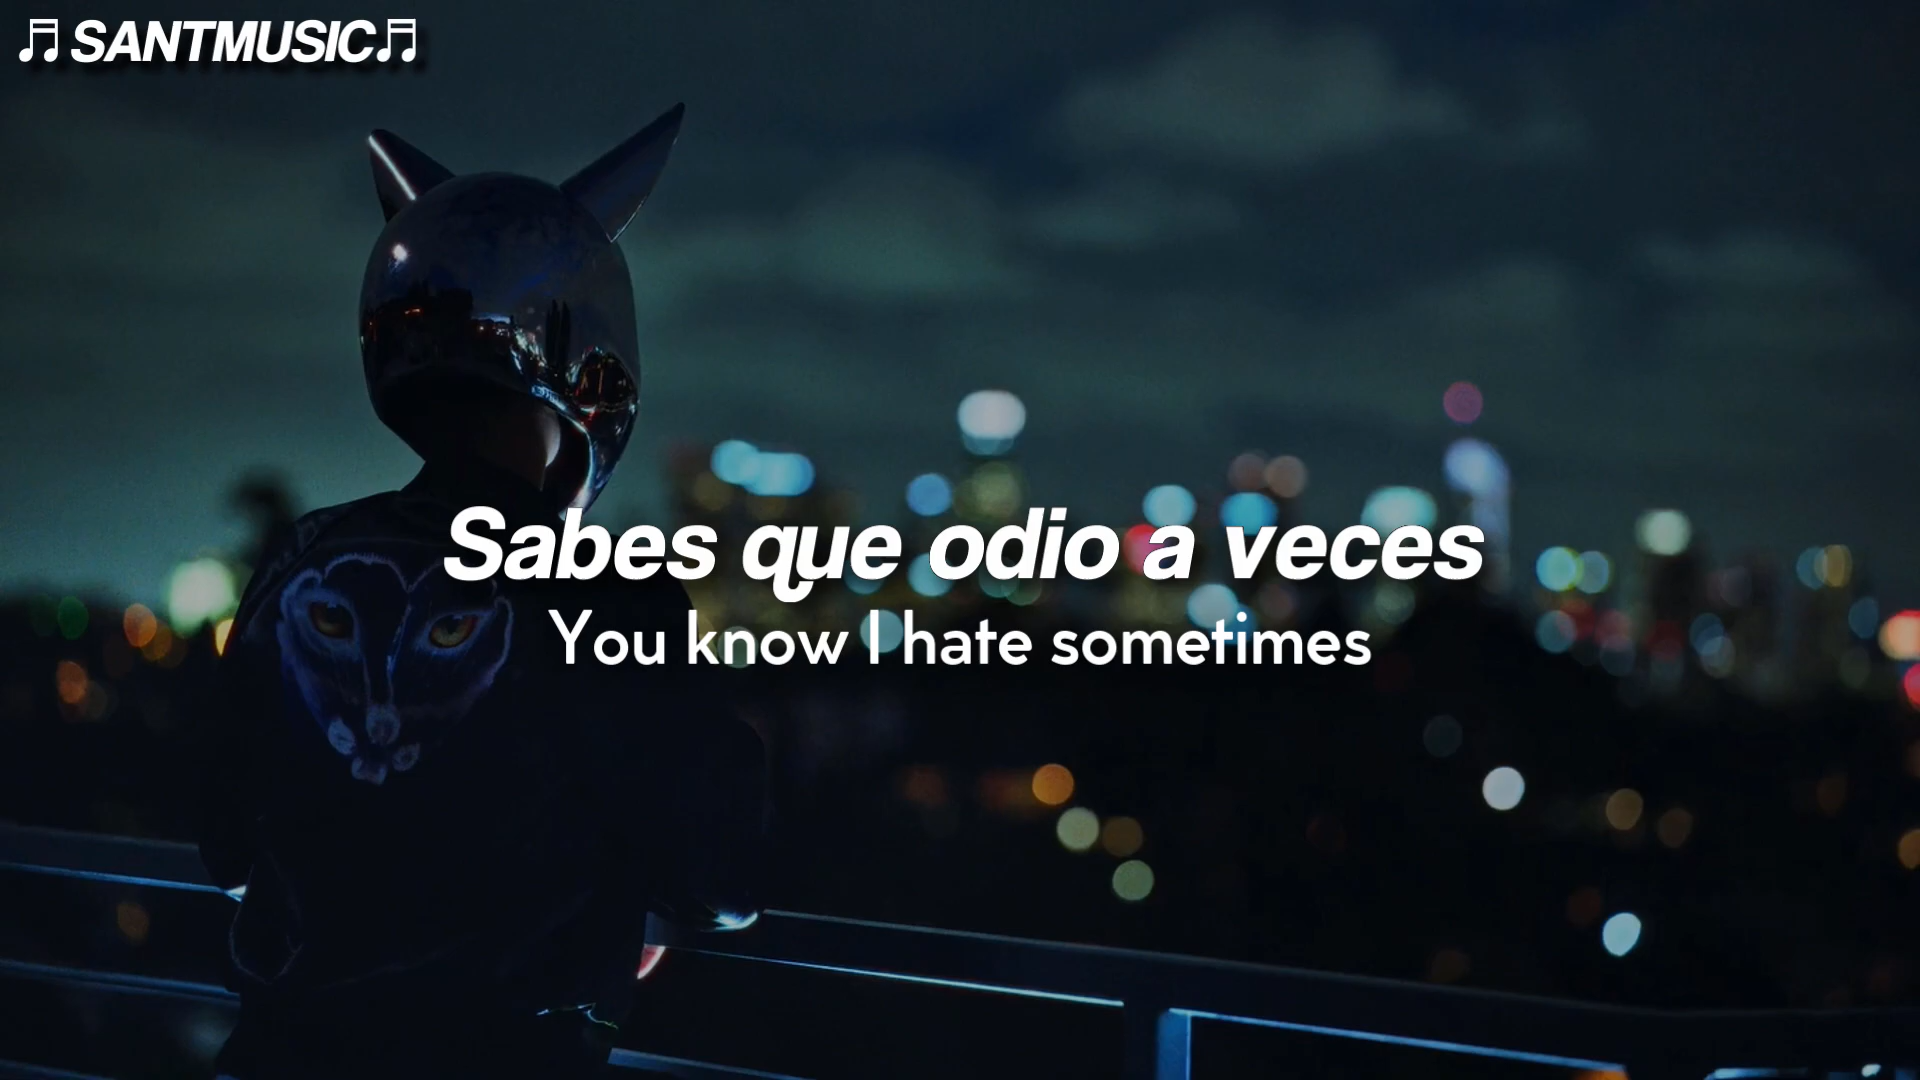 ♫SANTMUSIC♫
Sabes que odio a veces
You know I hate sometimes